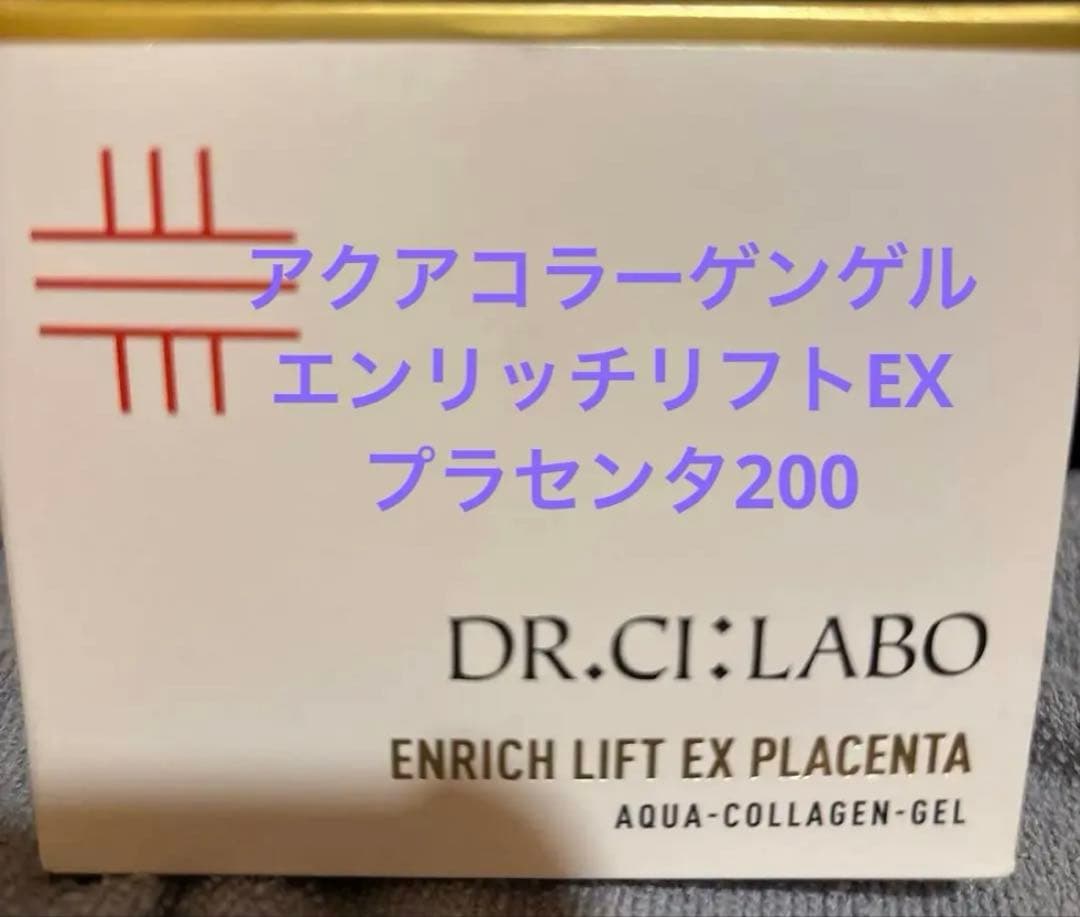 アクアコラーゲンゲル
エンリッチリフトEX
プラセンタ200
DR.CI:LABO
ENRICH LIFT EX PLACENTA
AQUA-COLLAGEN-GEL